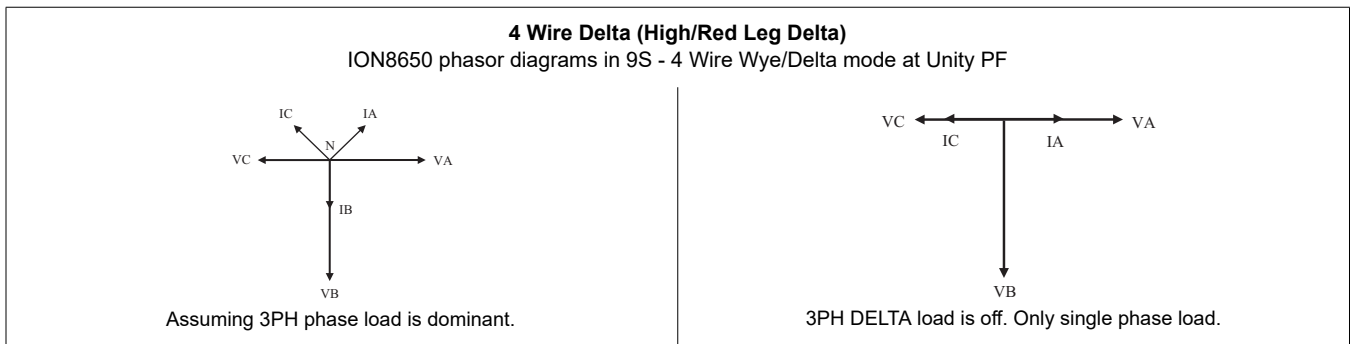 4 Wire Delta (High/Red Leg Delta)
ION8650 phasor diagrams in 9S - 4 Wire Wye/Delta mode at Unity PF
IC IA
N
VC VA
IB
VB
Assuming 3PH phase load is dominant.
VC VA
IC IA
VB
3PH DELTA load is off. Only single phase load.